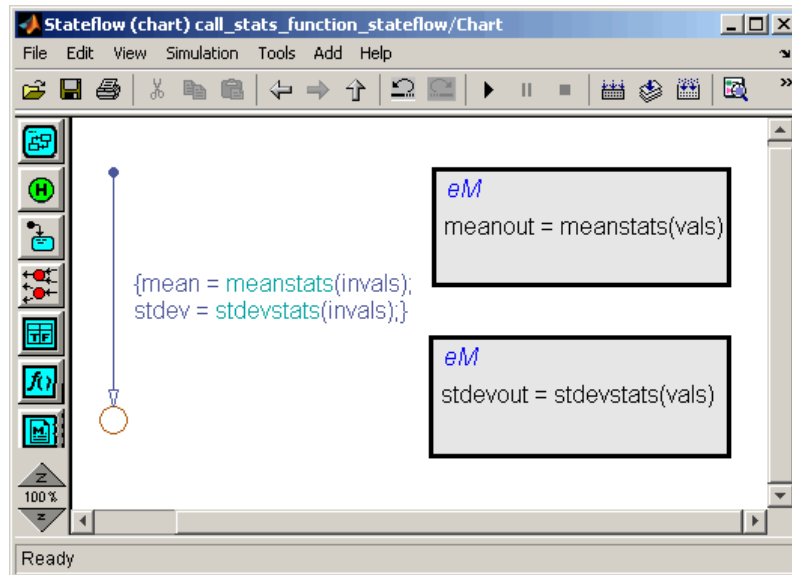 Stateflow (chart) call_stats_function_stateflow/Chart
File Edit View Simulation Tools Add Help
eM
meanout = meanstats(vals)
{mean = meanstats(invals);
stdev = stdevstats(invals);}
eM
stdevout = stdevstats(vals)
H
TF
f()
M
Z
100 %
Z
Ready